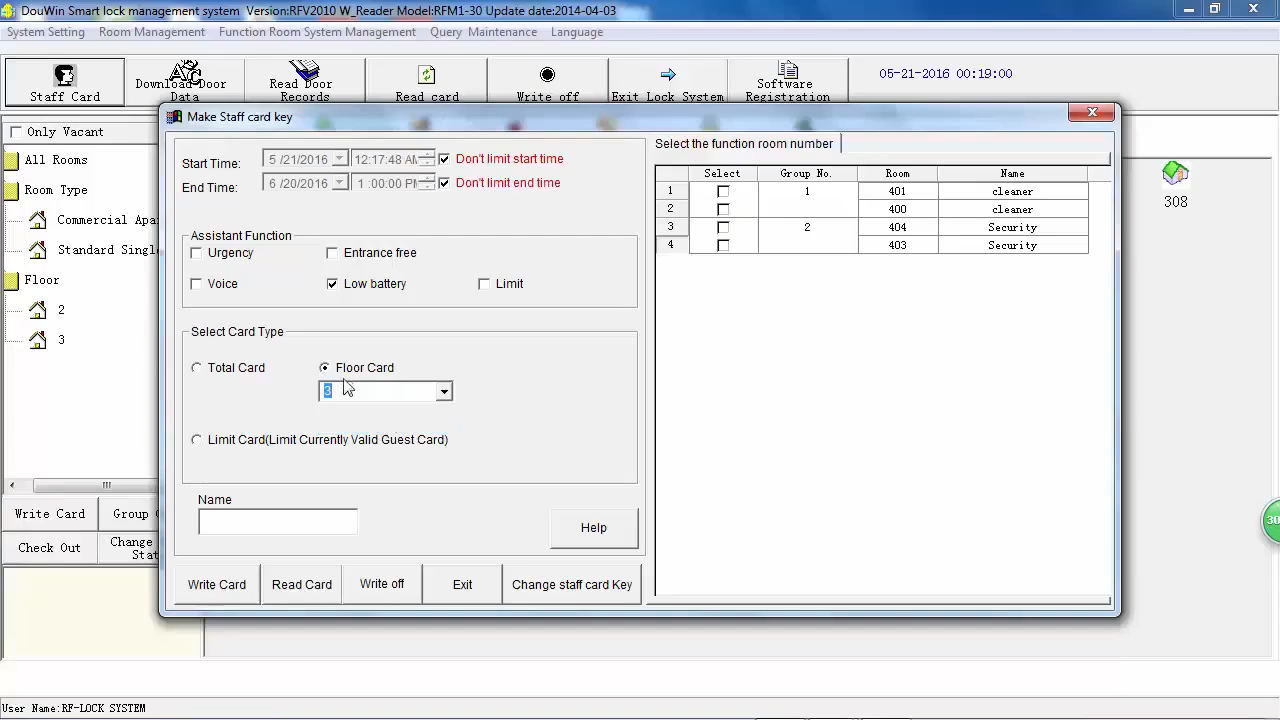 DouWin Smart lock management system Version:RFV2010 W_Reader Model:RFM1-30 Update date:2014-04-03
System Setting Room Management Function Room System Management Query Maintenance Language
Staff Card
Download Door Data
Read Door Records
Read card
Write off
Exit Lock System
Software Registration
05-21-2016 00:19:00
Only Vacant
All Rooms
Room Type
Commercial Apa
Standard Singl
Floor
2
3
Write Card Group
Check Out Change
Stat
308
30
Make Staff card key
Start Time: 5 /21/2016 12:17:48 AM Don't limit start time
End Time: 6 /20/2016 1 :00:00 PM Don't limit end time
Assistant Function
Urgency Entrance free
Voice Low battery Limit
Select Card Type
Total Card Floor Card
3
Limit Card(Limit Currently Valid Guest Card)
Name
Help
Write Card Read Card Write off Exit Change staff card Key
Select the function room number
Select Group No. Room Name
1 1 401 cleaner
2 400 cleaner
3 2 404 Security
4 403 Security
User Name:RF-LOCK SYSTEM